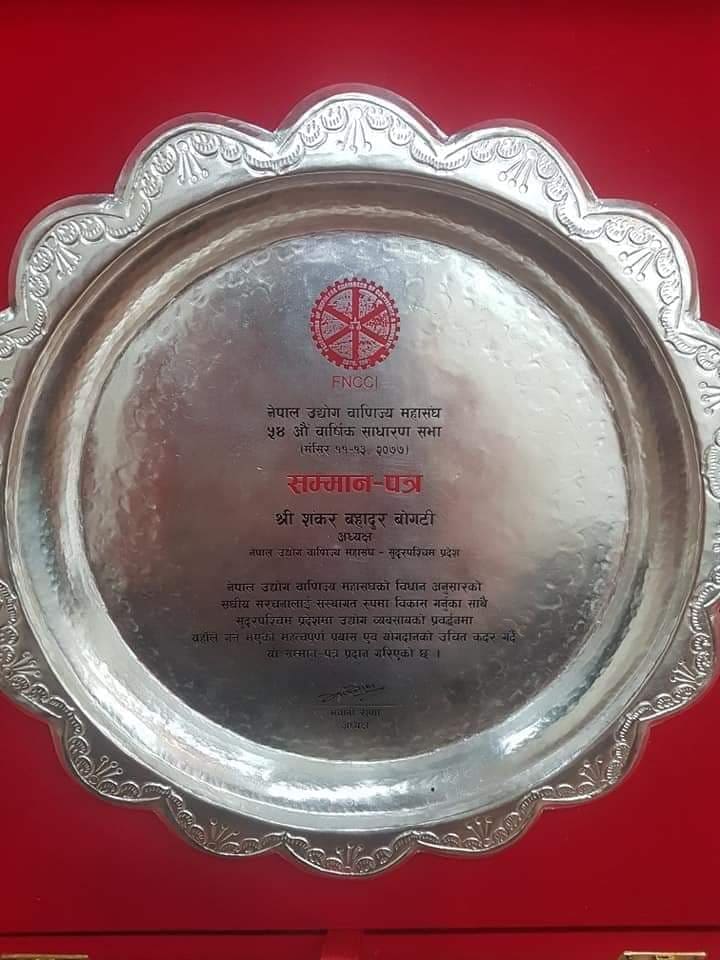 FNCCI
नेपाल उद्योग वाणिज्य महासंघ
५४ औं वार्षिक साधारण सभा
(मंसिर ११-१३, २०७७)
सम्मान-पत्र
श्री शंकर बहादुर बोगटी
अध्यक्ष
नेपाल उद्योग वाणिज्य महासंघ - सुदूरपश्चिम प्रदेश
नेपाल उद्योग वाणिज्य महासंघको विधान अनुसारको
संघीय संरचनालाई संस्थागत रुपमा विकास गर्नुका साथै
सुदूरपश्चिम प्रदेशमा उद्योग व्यवसायको प्रवर्द्धनमा
यहाँले गर्नु भएको महत्वपूर्ण प्रयास एवं योगदानको उचित कदर गर्दै
यो सम्मान-पत्र प्रदान गरिएको छ ।
भवानी राणा
अध्यक्ष